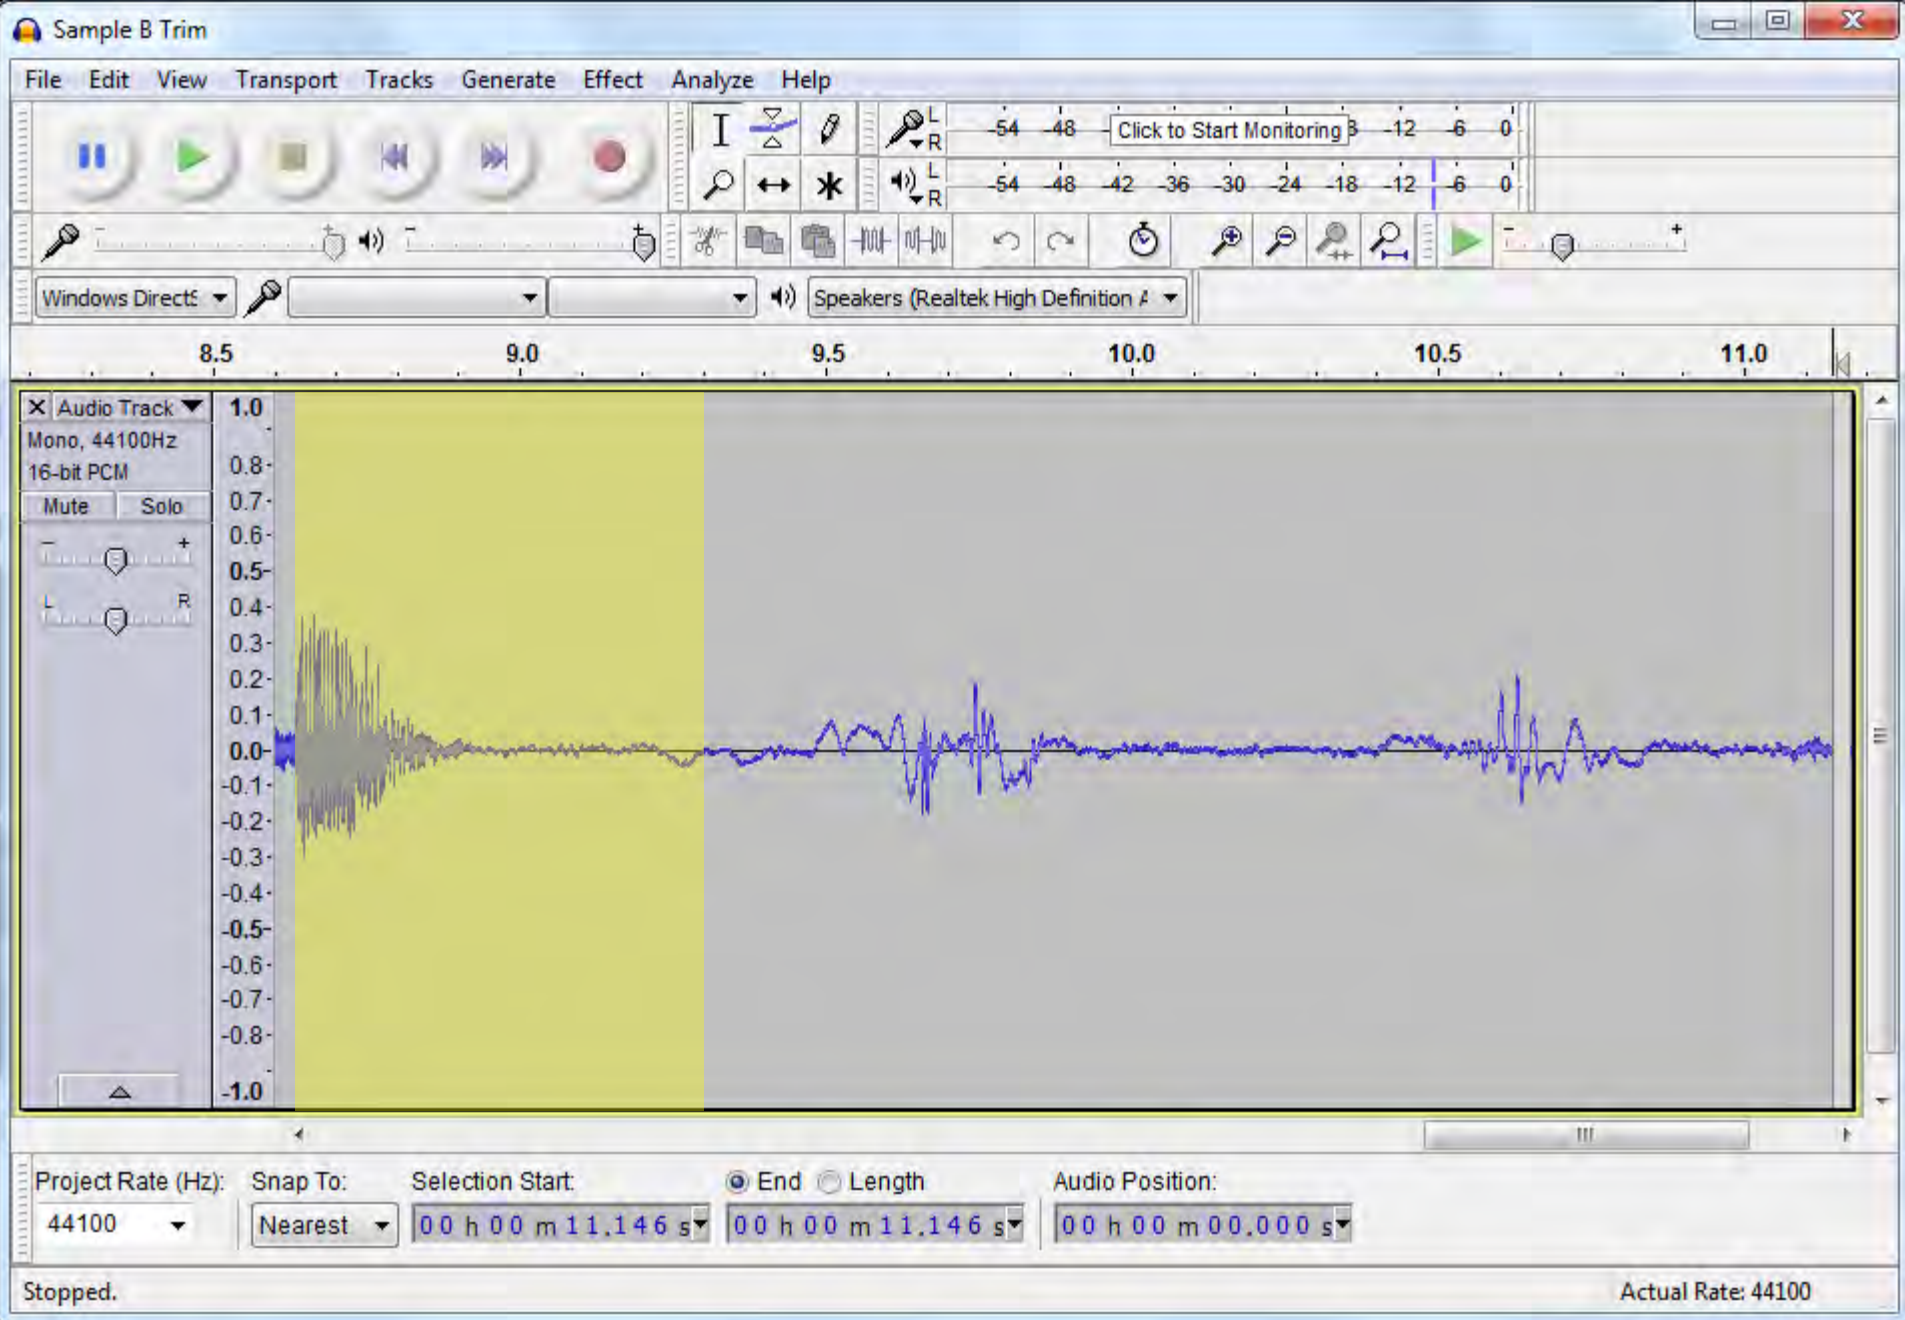 Sample B Trim
File Edit View Transport Tracks Generate Effect Analyze Help
L
R
-54 -48 Click to Start Monitoring -12 -6 0
L
R
-54 -48 -42 -36 -30 -24 -18 -12 -6 0
- + - + - +
Windows DirectS Speakers (Realtek High Definition A
8.5 9.0 9.5 10.0 10.5 11.0
X Audio Track
Mono, 44100Hz
16-bit PCM
Mute Solo
- +
L R
1.0
0.8
0.7
0.6
0.5
0.4
0.3
0.2
0.1
0.0
-0.1
-0.2
-0.3
-0.4
-0.5
-0.6
-0.7
-0.8
-1.0
Project Rate (Hz): Snap To: Selection Start: End Length Audio Position:
44100 Nearest 00 h 00 m 11.146 s 00 h 00 m 11.146 s 00 h 00 m 00.000 s
Stopped. Actual Rate: 44100